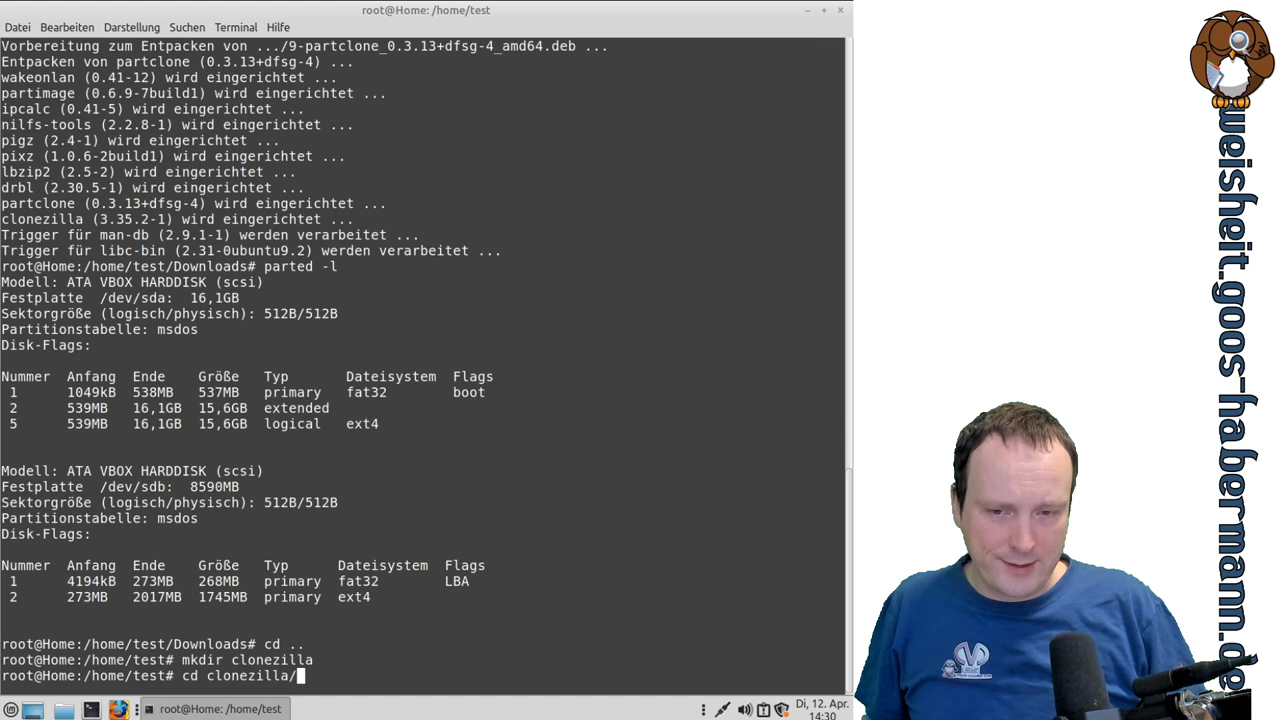 root@Home: /home/test
Datei Bearbeiten Darstellung Suchen Terminal Hilfe
Vorbereitung zum Entpacken von .../9-partclone_0.3.13+dfsg-4_amd64.deb ...
Entpacken von partclone (0.3.13+dfsg-4) ...
wakeonlan (0.41-12) wird eingerichtet ...
partimage (0.6.9-7build1) wird eingerichtet ...
ipcalc (0.41-5) wird eingerichtet ...
nilfs-tools (2.2.8-1) wird eingerichtet ...
pigz (2.4-1) wird eingerichtet ...
pixz (1.0.6-2build1) wird eingerichtet ...
lbzip2 (2.5-2) wird eingerichtet ...
drbl (2.30.5-1) wird eingerichtet ...
partclone (0.3.13+dfsg-4) wird eingerichtet ...
clonezilla (3.35.2-1) wird eingerichtet ...
Trigger für man-db (2.9.1-1) werden verarbeitet ...
Trigger für libc-bin (2.31-0ubuntu9.2) werden verarbeitet ...
root@Home:/home/test/Downloads# parted -l
Modell: ATA VBOX HARDDISK (scsi)
Festplatte /dev/sda: 16,1GB
Sektorgröße (logisch/physisch): 512B/512B
Partitionstabelle: msdos
Disk-Flags:
Nummer Anfang Ende Größe Typ Dateisystem Flags
1 1049kB 538MB 537MB primary fat32 boot
2 539MB 16,1GB 15,6GB extended
5 539MB 16,1GB 15,6GB logical ext4
Modell: ATA VBOX HARDDISK (scsi)
Festplatte /dev/sdb: 8590MB
Sektorgröße (logisch/physisch): 512B/512B
Partitionstabelle: msdos
Disk-Flags:
Nummer Anfang Ende Größe Typ Dateisystem Flags
1 4194kB 273MB 268MB primary fat32 LBA
2 273MB 2017MB 1745MB primary ext4
root@Home:/home/test/Downloads# cd ..
root@Home:/home/test# mkdir clonezilla
root@Home:/home/test# cd clonezilla/
root@Home: /home/test
Di, 12. Apr.
14:30
weisheit.goos-habermann.de